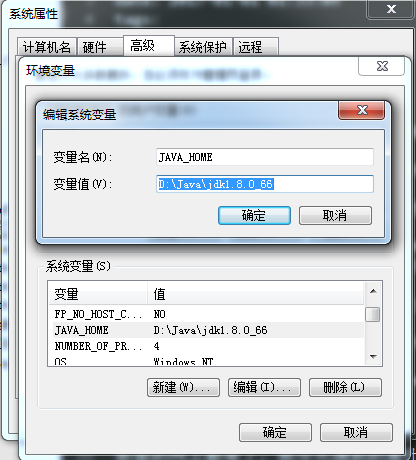 系统属性
计算机名 硬件 高级 系统保护 远程
环境变量
编辑系统变量
变量名(N): JAVA_HOME
变量值(V): D:\Java\jdk1.8.0_66
确定 取消
系统变量(S)
变量 值
FP_NO_HOST_C... NO
JAVA_HOME D:\Java\jdk1.8.0_66
NUMBER_OF_PR... 4
OS Windows_NT
新建(W)... 编辑(I)... 删除(L)
确定 取消